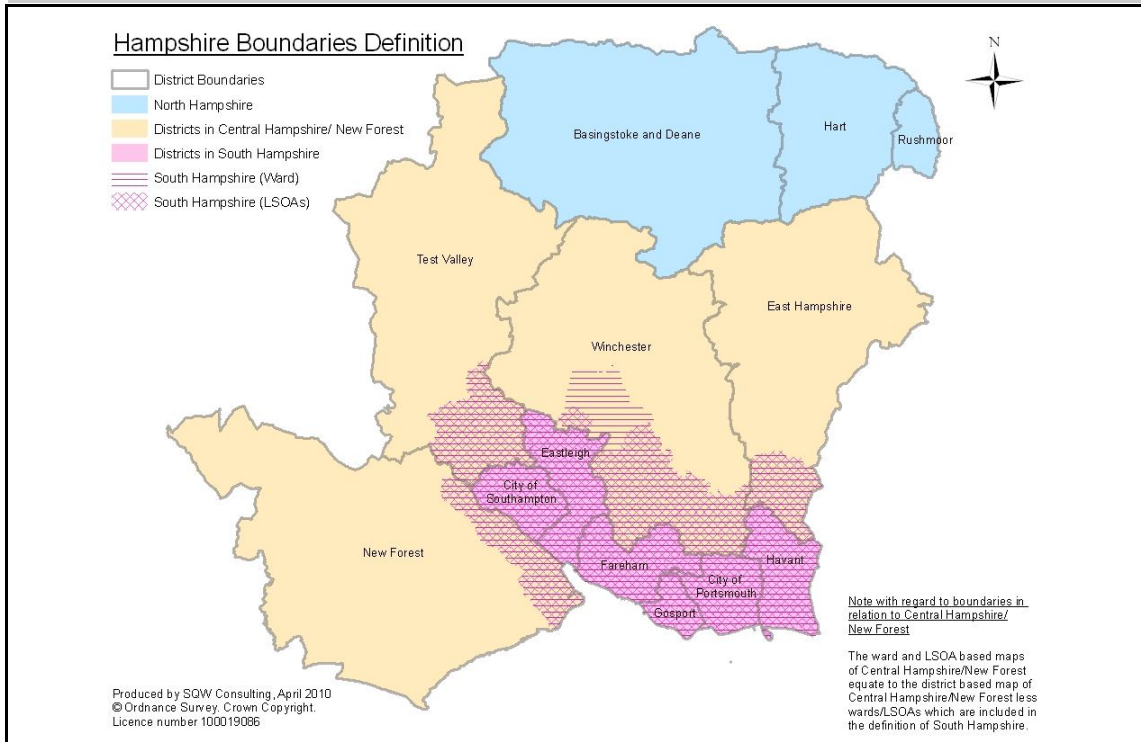 Hampshire Boundaries Definition
District Boundaries
North Hampshire
Districts in Central Hampshire/ New Forest
Districts in South Hampshire
South Hampshire (Ward)
South Hampshire (LSOAs)
N
Basingstoke and Deane
Hart
Rushmoor
Test Valley
East Hampshire
Winchester
Eastleigh
City of
Southampton
New Forest
Fareham
Havant
City of
Portsmouth
Gosport
Note with regard to boundaries in
relation to Central Hampshire/
New Forest
The ward and LSOA based maps
of Central Hampshire/New Forest
equate to the district based map of
Central Hampshire/New Forest less
wards/LSOAs which are included in
the definition of South Hampshire.
Produced by SQW Consulting, April 2010
© Ordnance Survey. Crown Copyright.
Licence number 100019086